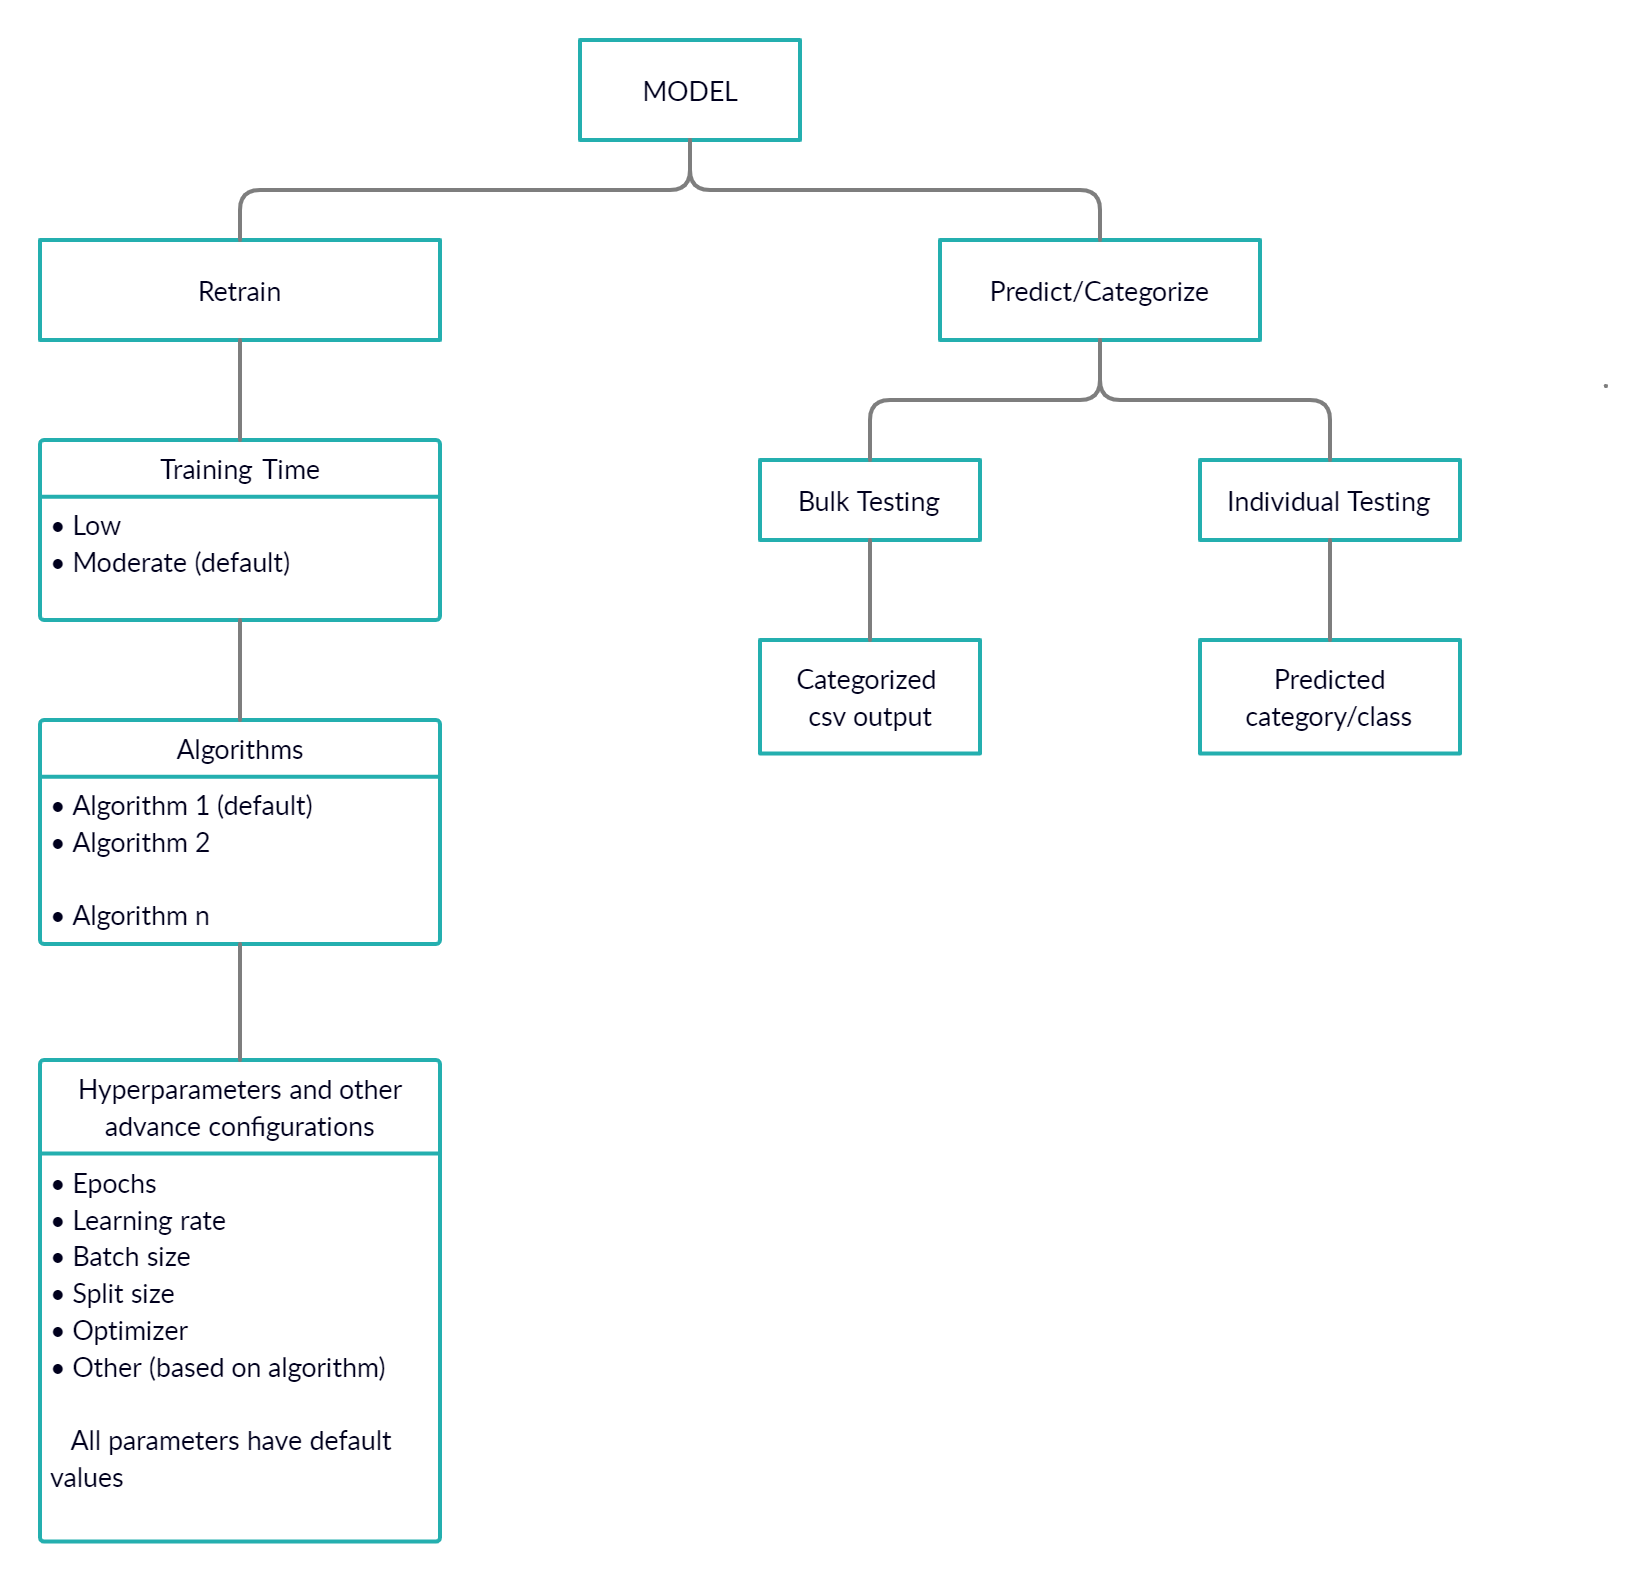 MODEL
Retrain
Predict/Categorize
Training Time
• Low
• Moderate (default)
Bulk Testing
Individual Testing
Categorized
csv output
Predicted
category/class
Algorithms
• Algorithm 1 (default)
• Algorithm 2
• Algorithm n
Hyperparameters and other
advance configurations
• Epochs
• Learning rate
• Batch size
• Split size
• Optimizer
• Other (based on algorithm)
All parameters have default
values